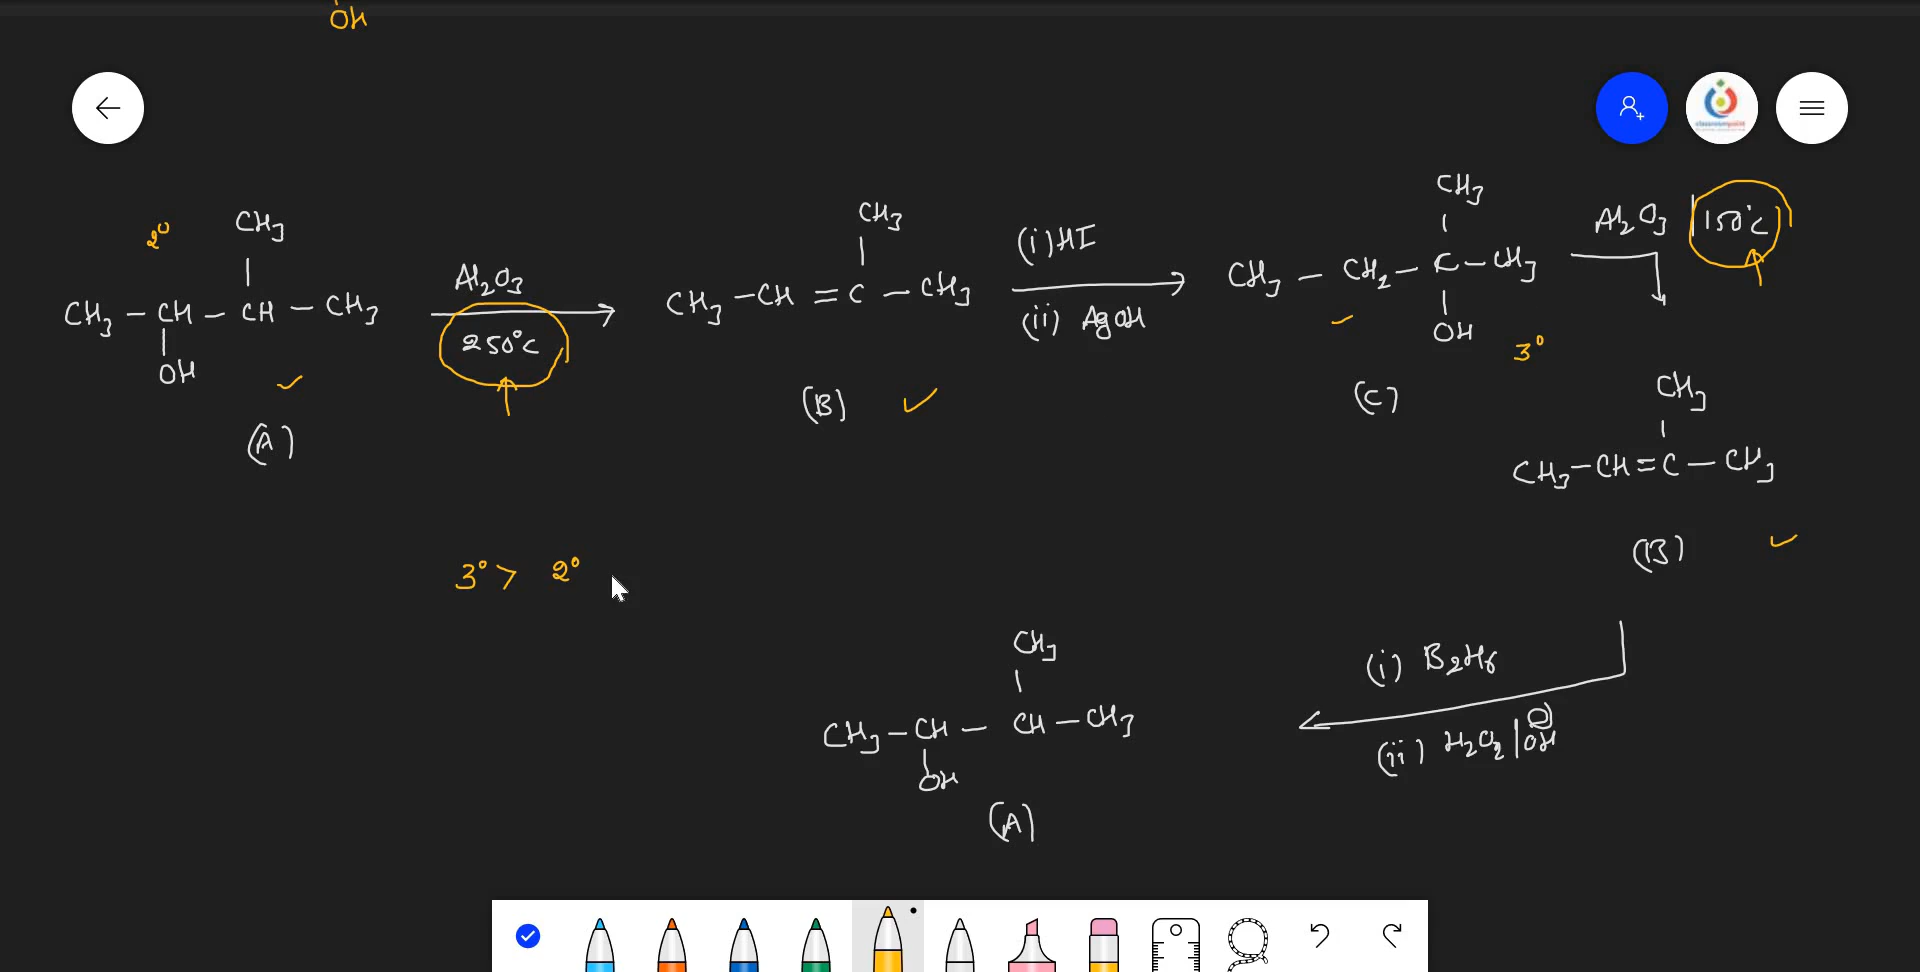 OH
2° CH3
CH3 – CH – CH – CH3
OH
(A)
Al2O3
250°C
CH3
CH3 – CH = C – CH3
(B)
(i) HI
(ii) AgOH
CH3
CH3 – CH2 – C – CH3
OH
3°
(C)
Al2O3 | 150°C
CH3
CH3 – CH = C – CH3
(B)
3° > 2°
(i) B2H6
(ii) H2O2 | OH⊖
CH3
CH3 – CH – CH – CH3
OH
(A)